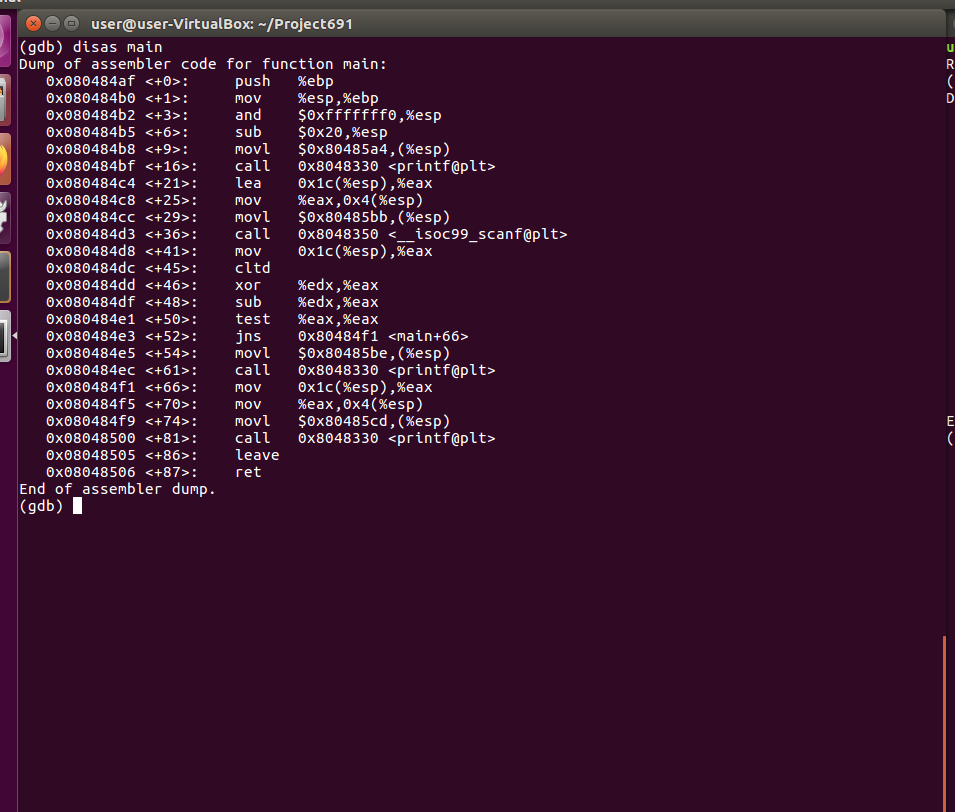 user@user-VirtualBox: ~/Project691
(gdb) disas main
Dump of assembler code for function main:
   0x080484af <+0>:     push   %ebp
   0x080484b0 <+1>:     mov    %esp,%ebp
   0x080484b2 <+3>:     and    $0xfffffff0,%esp
   0x080484b5 <+6>:     sub    $0x20,%esp
   0x080484b8 <+9>:     movl   $0x80485a4,(%esp)
   0x080484bf <+16>:    call   0x8048330 <printf@plt>
   0x080484c4 <+21>:    lea    0x1c(%esp),%eax
   0x080484c8 <+25>:    mov    %eax,0x4(%esp)
   0x080484cc <+29>:    movl   $0x80485bb,(%esp)
   0x080484d3 <+36>:    call   0x8048350 <__isoc99_scanf@plt>
   0x080484d8 <+41>:    mov    0x1c(%esp),%eax
   0x080484dc <+45>:    cltd
   0x080484dd <+46>:    xor    %edx,%eax
   0x080484df <+48>:    sub    %edx,%eax
   0x080484e1 <+50>:    test   %eax,%eax
   0x080484e3 <+52>:    jns    0x80484f1 <main+66>
   0x080484e5 <+54>:    movl   $0x80485be,(%esp)
   0x080484ec <+61>:    call   0x8048330 <printf@plt>
   0x080484f1 <+66>:    mov    0x1c(%esp),%eax
   0x080484f5 <+70>:    mov    %eax,0x4(%esp)
   0x080484f9 <+74>:    movl   $0x80485cd,(%esp)
   0x08048500 <+81>:    call   0x8048330 <printf@plt>
   0x08048505 <+86>:    leave
   0x08048506 <+87>:    ret
End of assembler dump.
(gdb)
u
R
(
D
E
(